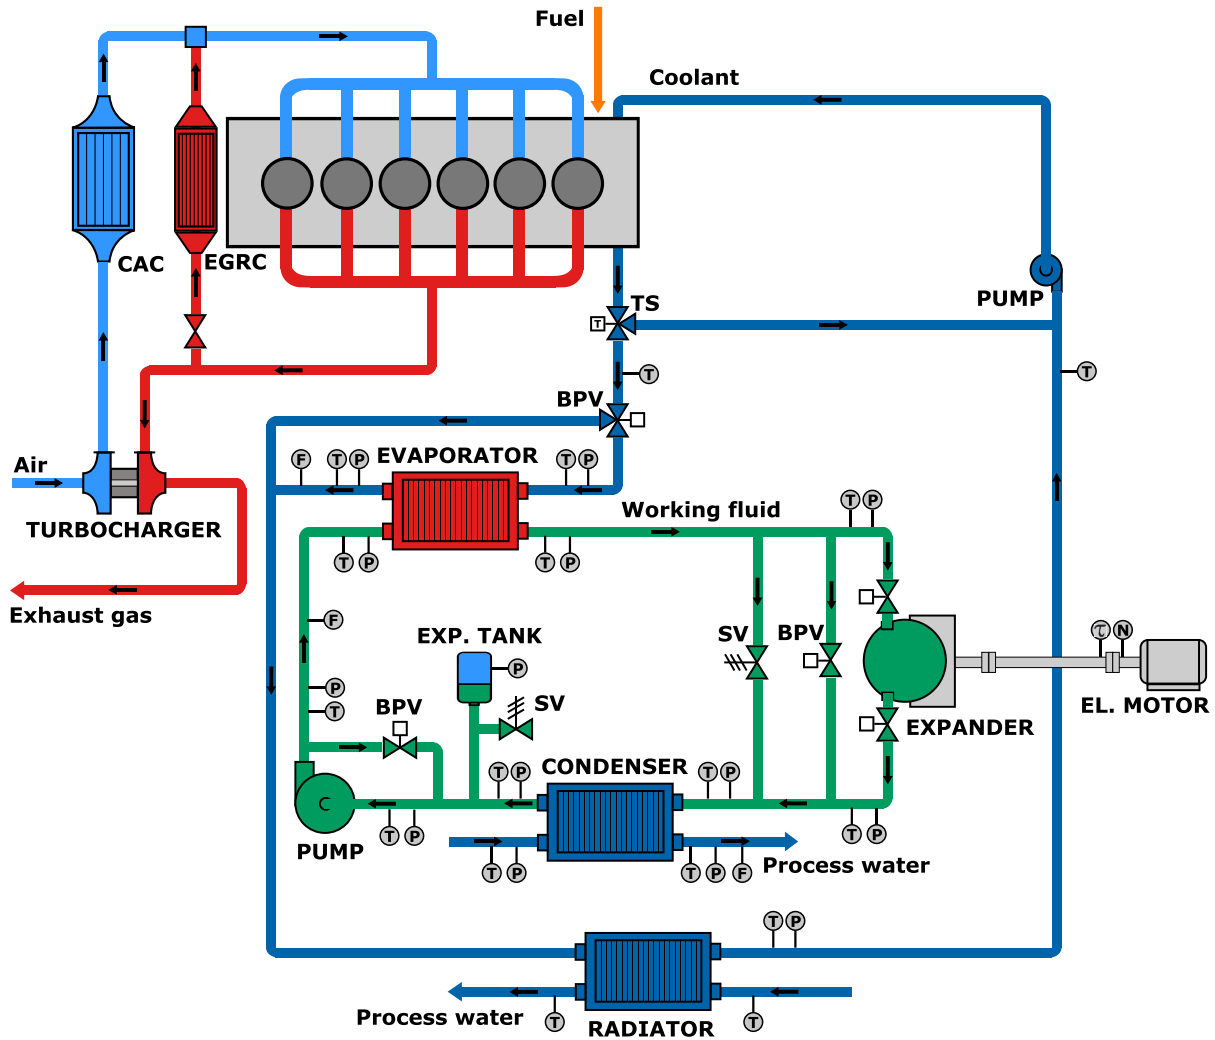 Fuel
Coolant
CAC
EGRC
PUMP
TS
T
T
T
BPV
Air
EVAPORATOR
F T P
T P
TURBOCHARGER
Working fluid
T P
T P
T P
Exhaust gas
F
EXP. TANK
P
SV
BPV
τ N
P
T
BPV
SV
EXPANDER
EL. MOTOR
CONDENSER
T P
T P
T P
T P
PUMP
Process water
T P
T P F
T P
Process water
T
T
RADIATOR